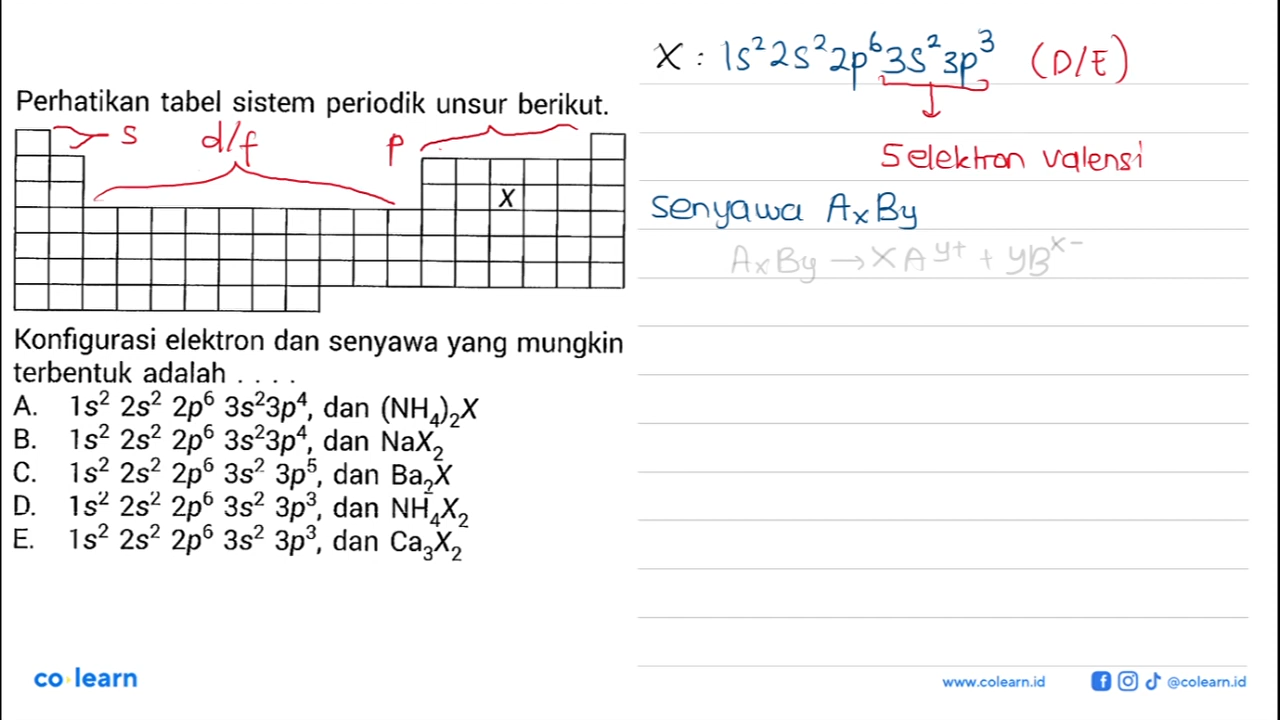 Perhatikan tabel sistem periodik unsur berikut.
s
d/f
p
X
Konfigurasi elektron dan senyawa yang mungkin
terbentuk adalah . . . .
A. 1s² 2s² 2p⁶ 3s²3p⁴, dan (NH₄)₂X
B. 1s² 2s² 2p⁶ 3s²3p⁴, dan NaX₂
C. 1s² 2s² 2p⁶ 3s² 3p⁵, dan Ba₂X
D. 1s² 2s² 2p⁶ 3s² 3p³, dan NH₄X₂
E. 1s² 2s² 2p⁶ 3s² 3p³, dan Ca₃X₂
X : 1s² 2s² 2p⁶ 3s² 3p³ (D/E)
5 elektron valensi
Senyawa AxBy
AxBy → XA^y+ + yB^x-
co learn
www.colearn.id
@colearn.id